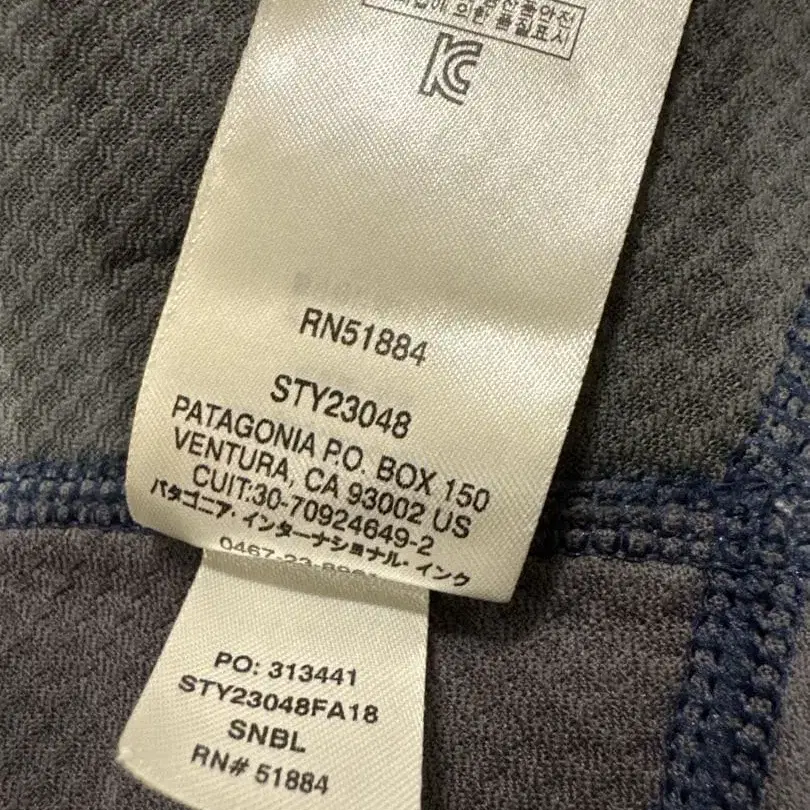 RN51884
STY23048
PATAGONIA P.O. BOX 150
VENTURA, CA 93002 US
CUIT:30-70924649-2
パタゴニア・インターナショナル・インク
PO: 313441
STY23048FA18
SNBL
RN# 51884